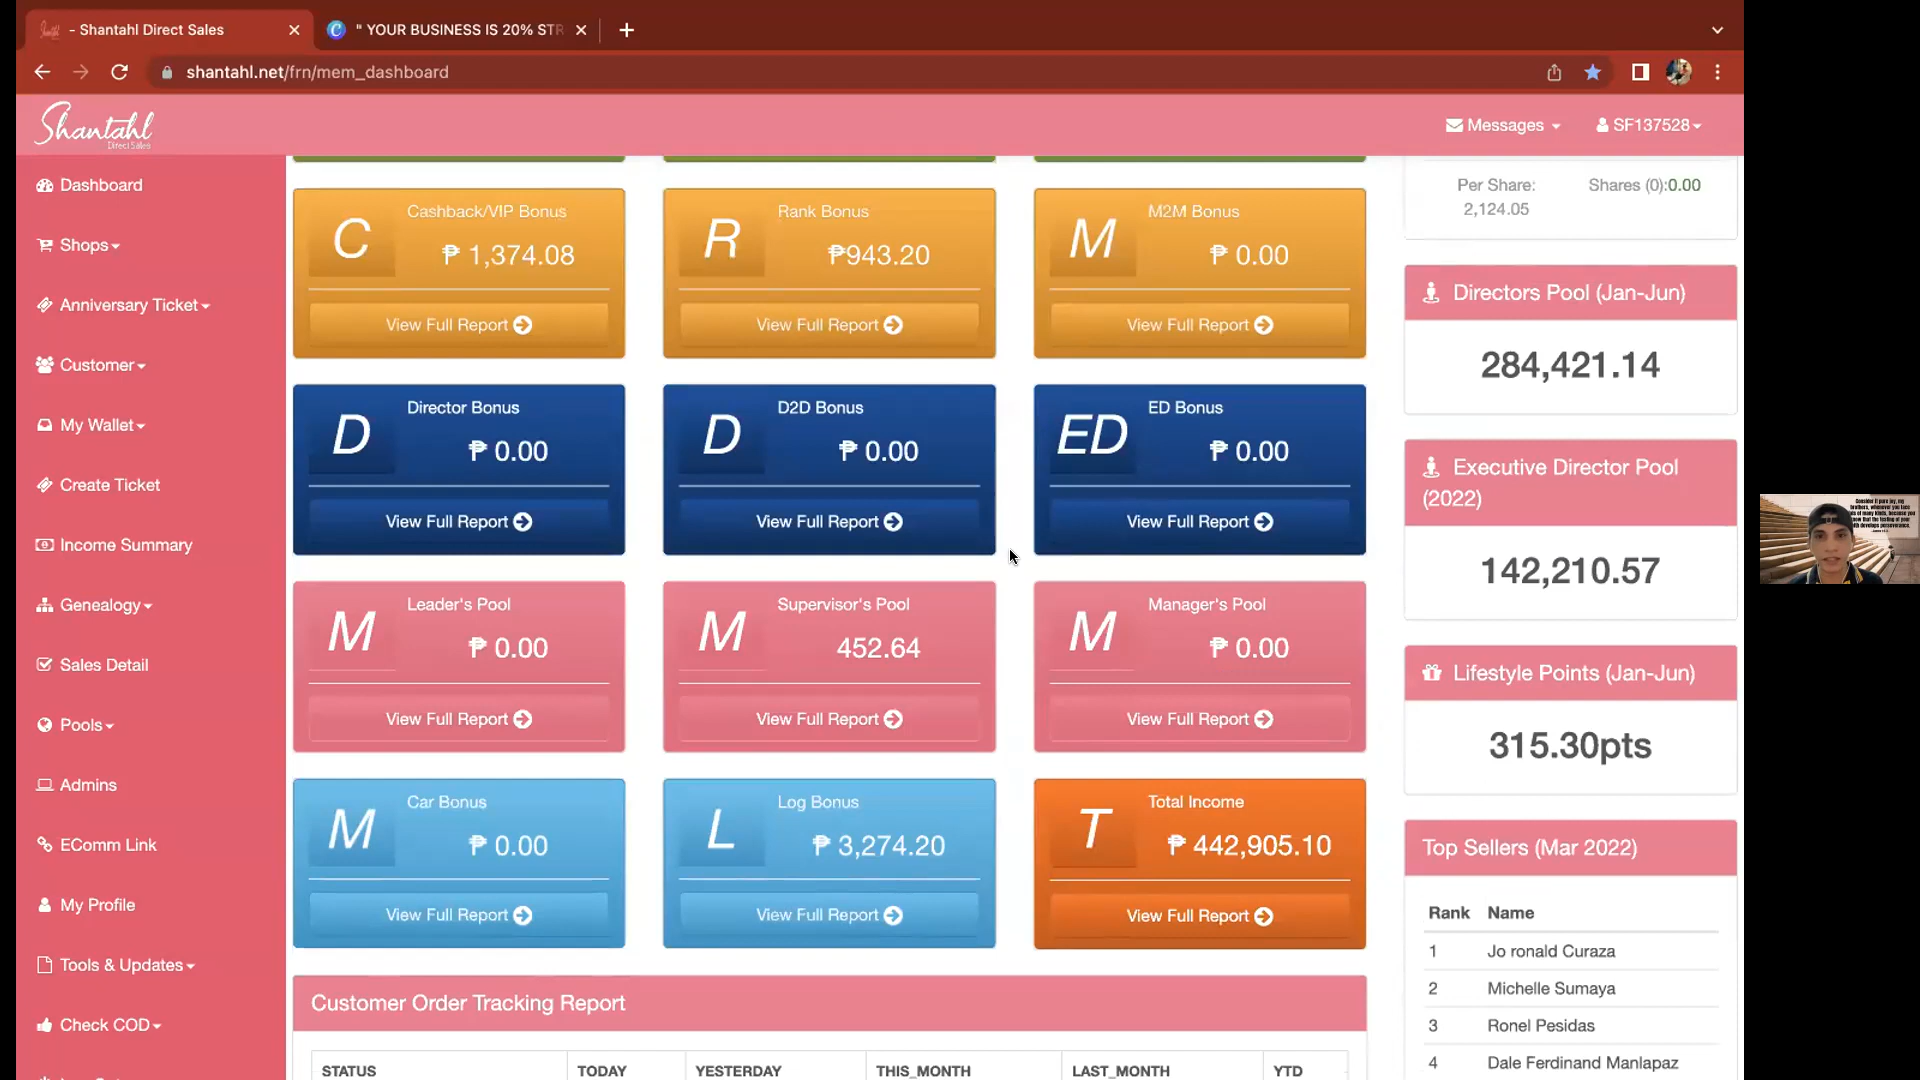 - Shantahl Direct Sales
" YOUR BUSINESS IS 20% STR
shantahl.net/frn/mem_dashboard
Shantahl
Direct Sales
Messages
SF137528
Dashboard
Shops
Anniversary Ticket
Customer
My Wallet
Create Ticket
Income Summary
Genealogy
Sales Detail
Pools
Admins
EComm Link
My Profile
Tools & Updates
Check COD
C
Cashback/VIP Bonus
₱ 1,374.08
View Full Report
R
Rank Bonus
₱943.20
View Full Report
M
M2M Bonus
₱ 0.00
View Full Report
D
Director Bonus
₱ 0.00
View Full Report
D
D2D Bonus
₱ 0.00
View Full Report
ED
ED Bonus
₱ 0.00
View Full Report
M
Leader's Pool
₱ 0.00
View Full Report
M
Supervisor's Pool
452.64
View Full Report
M
Manager's Pool
₱ 0.00
View Full Report
M
Car Bonus
₱ 0.00
View Full Report
L
Log Bonus
₱ 3,274.20
View Full Report
T
Total Income
₱ 442,905.10
View Full Report
Customer Order Tracking Report
STATUS TODAY YESTERDAY THIS_MONTH LAST_MONTH YTD
Per Share:
2,124.05
Shares (0):0.00
Directors Pool (Jan-Jun)
284,421.14
Executive Director Pool
(2022)
142,210.57
Lifestyle Points (Jan-Jun)
315.30pts
Top Sellers (Mar 2022)
Rank Name
1 Jo ronald Curaza
2 Michelle Sumaya
3 Ronel Pesidas
4 Dale Ferdinand Manlapaz
Consider it pure joy, my